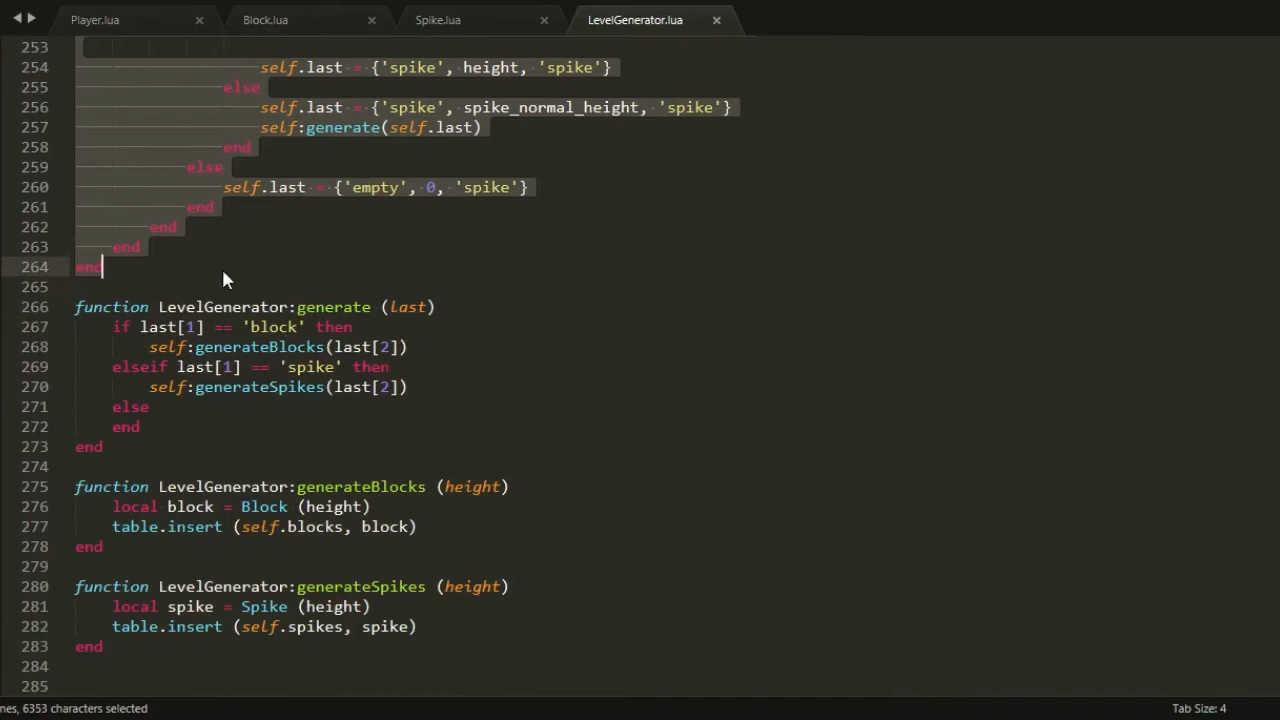 Player.lua Block.lua Spike.lua LevelGenerator.lua
253
254 self.last = {'spike', height, 'spike'}
255 else
256 self.last = {'spike', spike_normal_height, 'spike'}
257 self:generate(self.last)
258 end
259 else
260 self.last = {'empty', 0, 'spike'}
261 end
262 end
263 end
264 end
265
266 function LevelGenerator:generate (last)
267 if last[1] == 'block' then
268 self:generateBlocks(last[2])
269 elseif last[1] == 'spike' then
270 self:generateSpikes(last[2])
271 else
272 end
273 end
274
275 function LevelGenerator:generateBlocks (height)
276 local block = Block (height)
277 table.insert (self.blocks, block)
278 end
279
280 function LevelGenerator:generateSpikes (height)
281 local spike = Spike (height)
282 table.insert (self.spikes, spike)
283 end
284
285
nes, 6353 characters selected Tab Size: 4